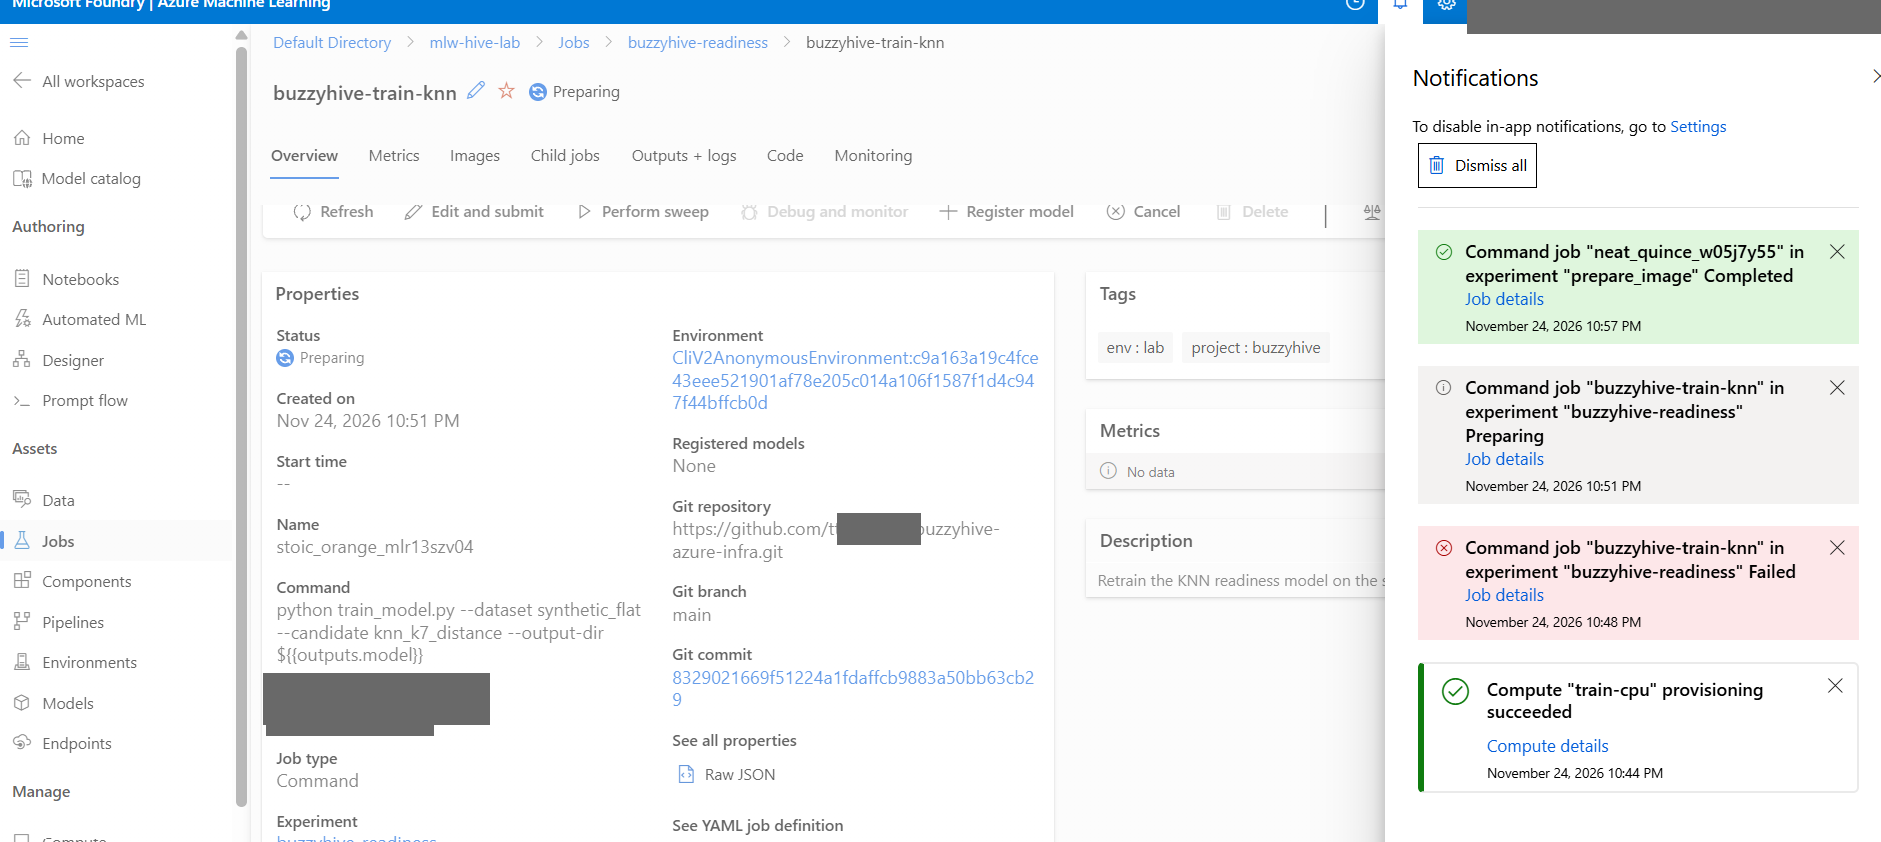 Microsoft Foundry | Azure Machine Learning
All workspaces
Home
Model catalog
Authoring
Notebooks
Automated ML
Designer
Prompt flow
Assets
Data
Jobs
Components
Pipelines
Environments
Models
Endpoints
Manage
Compute
Default Directory > mlw-hive-lab > Jobs > buzzyhive-readiness > buzzyhive-train-knn
buzzyhive-train-knn Preparing
Overview Metrics Images Child jobs Outputs + logs Code Monitoring
Refresh Edit and submit Perform sweep Debug and monitor Register model Cancel Delete
Properties
Status
Preparing
Created on
Nov 24, 2026 10:51 PM
Start time
--
Name
stoic_orange_mlr13szv04
Command
python train_model.py --dataset synthetic_flat
--candidate knn_k7_distance --output-dir
${{outputs.model}}
Job type
Command
Experiment
buzzyhive-readiness
Environment
CliV2AnonymousEnvironment:c9a163a19c4fce
43eee521901af78e205c014a106f1587f1d4c94
7f44bffcb0d
Registered models
None
Git repository
https://github.com/tt buzzyhive-
azure-infra.git
Git branch
main
Git commit
8329021669f51224a1fdaffcb9883a50bb63cb2
9
See all properties
Raw JSON
See YAML job definition
Tags
env : lab project : buzzyhive
Metrics
No data
Description
Retrain the KNN readiness model on the s
Notifications
To disable in-app notifications, go to Settings
Dismiss all
Command job "neat_quince_w05j7y55" in
experiment "prepare_image" Completed
Job details
November 24, 2026 10:57 PM
Command job "buzzyhive-train-knn" in
experiment "buzzyhive-readiness"
Preparing
Job details
November 24, 2026 10:51 PM
Command job "buzzyhive-train-knn" in
experiment "buzzyhive-readiness" Failed
Job details
November 24, 2026 10:48 PM
Compute "train-cpu" provisioning
succeeded
Compute details
November 24, 2026 10:44 PM